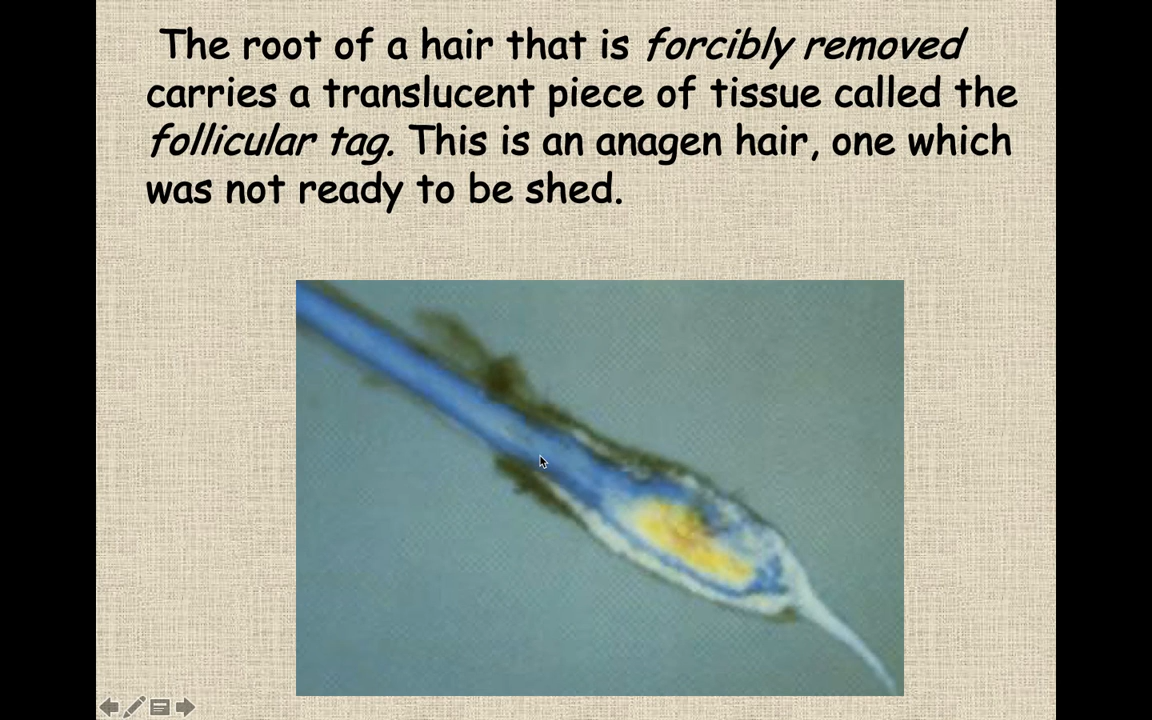 The root of a hair that is forcibly removed
carries a translucent piece of tissue called the
follicular tag. This is an anagen hair, one which
was not ready to be shed.